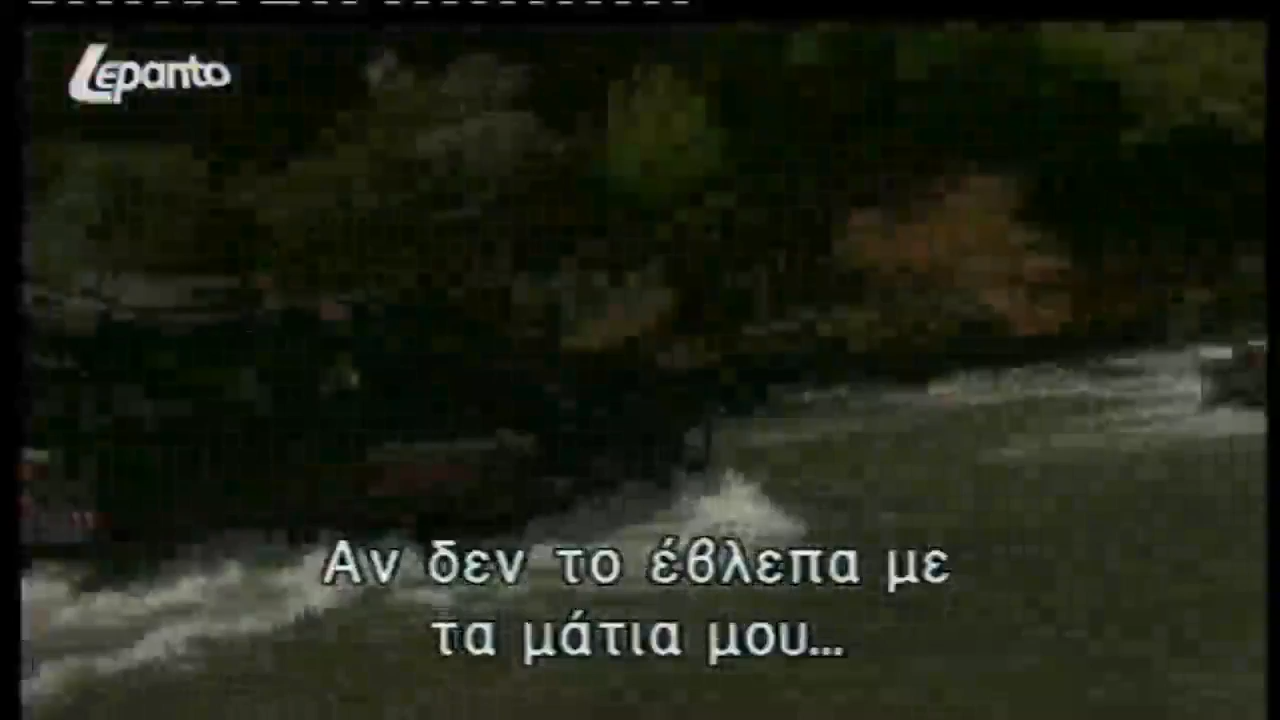 Lepanto
Αν δεν το έβλεπα με
τα μάτια μου...